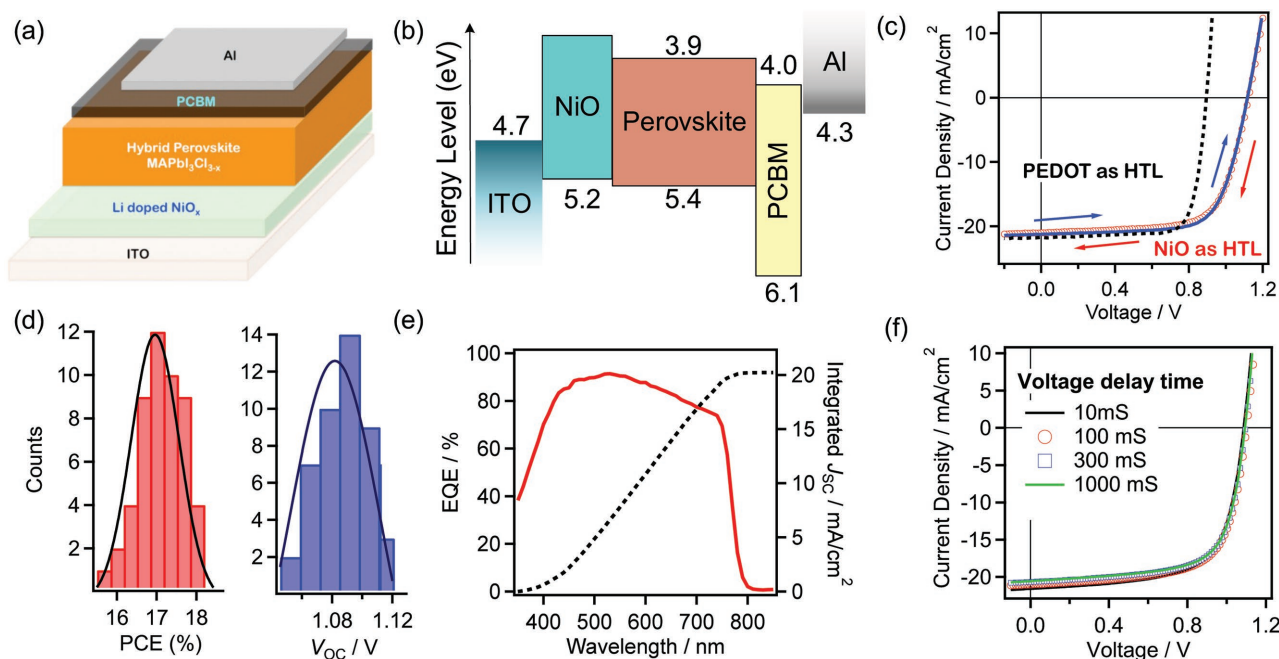 (a)
Al
PCBM
Hybrid Perovskite
MAPbI₃Cl₃₋ₓ
Li doped NiOₓ
ITO
(b)
Energy Level (eV)
4.7
ITO
NiO
5.2
3.9
Perovskite
5.4
4.0
PCBM
6.1
Al
4.3
(c)
Current Density / mA/cm²
10
0
-10
-20
PEDOT as HTL
NiO as HTL
0.0
0.4
0.8
1.2
Voltage / V
(d)
Counts
12
10
8
6
4
2
16
17
18
PCE (%)
14
12
10
8
6
4
2
1.08
1.12
V_OC / V
(e)
EQE / %
100
80
60
40
20
0
400
500
600
700
800
Wavelength / nm
20
15
10
5
0
Integrated J_SC / mA/cm²
(f)
Current Density / mA/cm²
10
5
0
-5
-10
-15
-20
Voltage delay time
10mS
100 mS
300 mS
1000 mS
0.0
0.4
0.8
1.2
Voltage / V